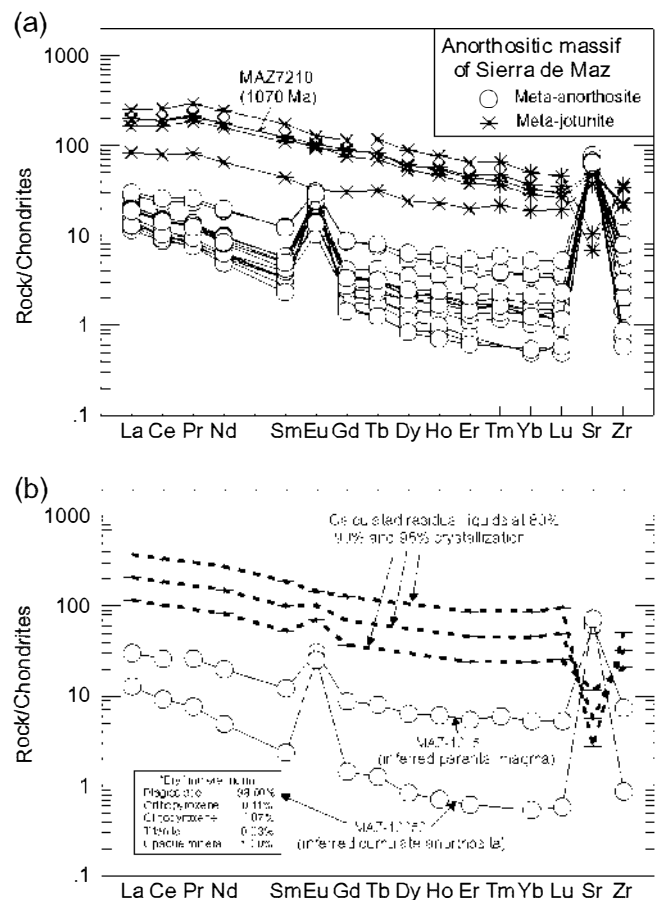 (a)
1000
100
10
1
.1
Rock/Chondrites
MAZ7210
(1070 Ma)
Anorthositic massif
of Sierra de Maz
Meta-anorthosite
Meta-jotunite
La Ce Pr Nd Sm Eu Gd Tb Dy Ho Er Tm Yb Lu Sr Zr
(b)
1000
100
10
1
.1
Rock/Chondrites
Calculated residual liquids at 80%
90% and 95% crystallization
(inferred parental magma)
(inferred cumulate anorthosite)
Plagioclase
Orthopyroxene
Clinopyroxene
Titanite
Opaque mineral
La Ce Pr Nd Sm Eu Gd Tb Dy Ho Er Tm Yb Lu Sr Zr